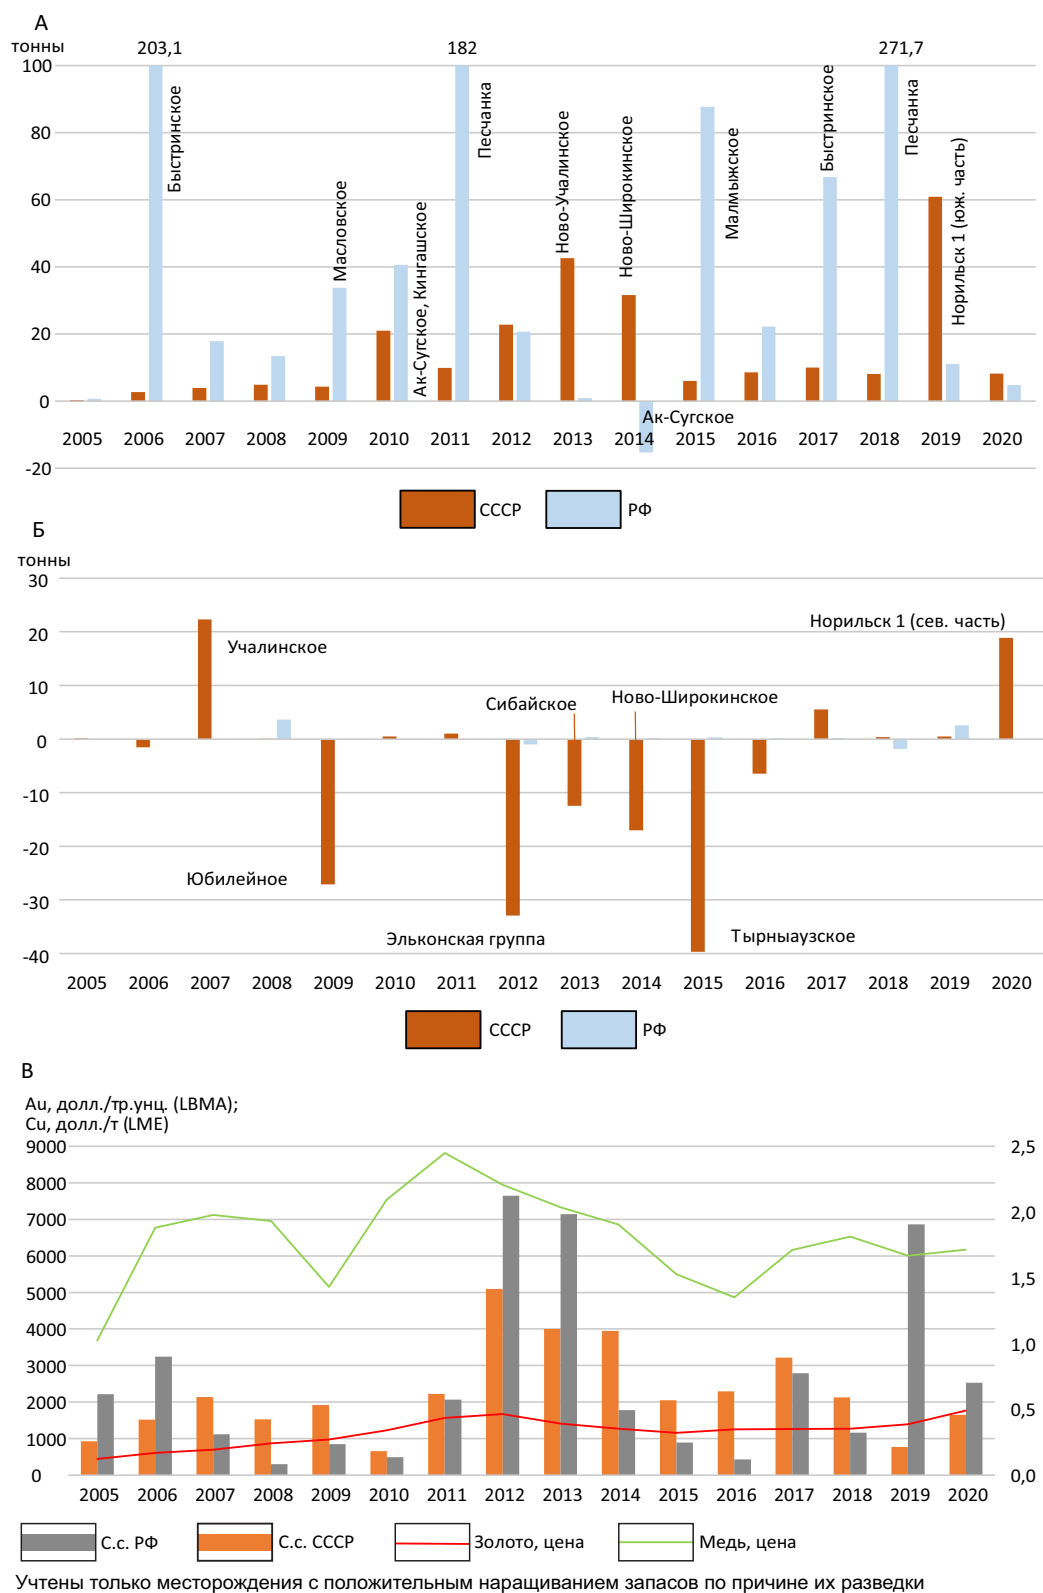 А
тонны
203,1
182
271,7
100
80
60
40
20
0
-20
Быстринское
Масловское
Ак-Сугское, Кингашское
Песчанка
Ново-Учалинское
Ново-Широкинское
Ак-Сугское
Малмыжское
Быстринское
Песчанка
Норильск 1 (юж. часть)
2005 2006 2007 2008 2009 2010 2011 2012 2013 2014 2015 2016 2017 2018 2019 2020
СССР РФ
Б
тонны
30
20
10
0
-10
-20
-30
-40
Норильск 1 (сев. часть)
Учалинское
Сибайское
Ново-Широкинское
Юбилейное
Эльконская группа
Тырныаузское
2005 2006 2007 2008 2009 2010 2011 2012 2013 2014 2015 2016 2017 2018 2019 2020
СССР РФ
В
Au, долл./тр.унц. (LBMA);
Cu, долл./т (LME)
9000
8000
7000
6000
5000
4000
3000
2000
1000
0
2,5
2,0
1,5
1,0
0,5
0,0
2005 2006 2007 2008 2009 2010 2011 2012 2013 2014 2015 2016 2017 2018 2019 2020
С.с. РФ С.с. СССР Золото, цена Медь, цена
Учтены только месторождения с положительным наращиванием запасов по причине их разведки